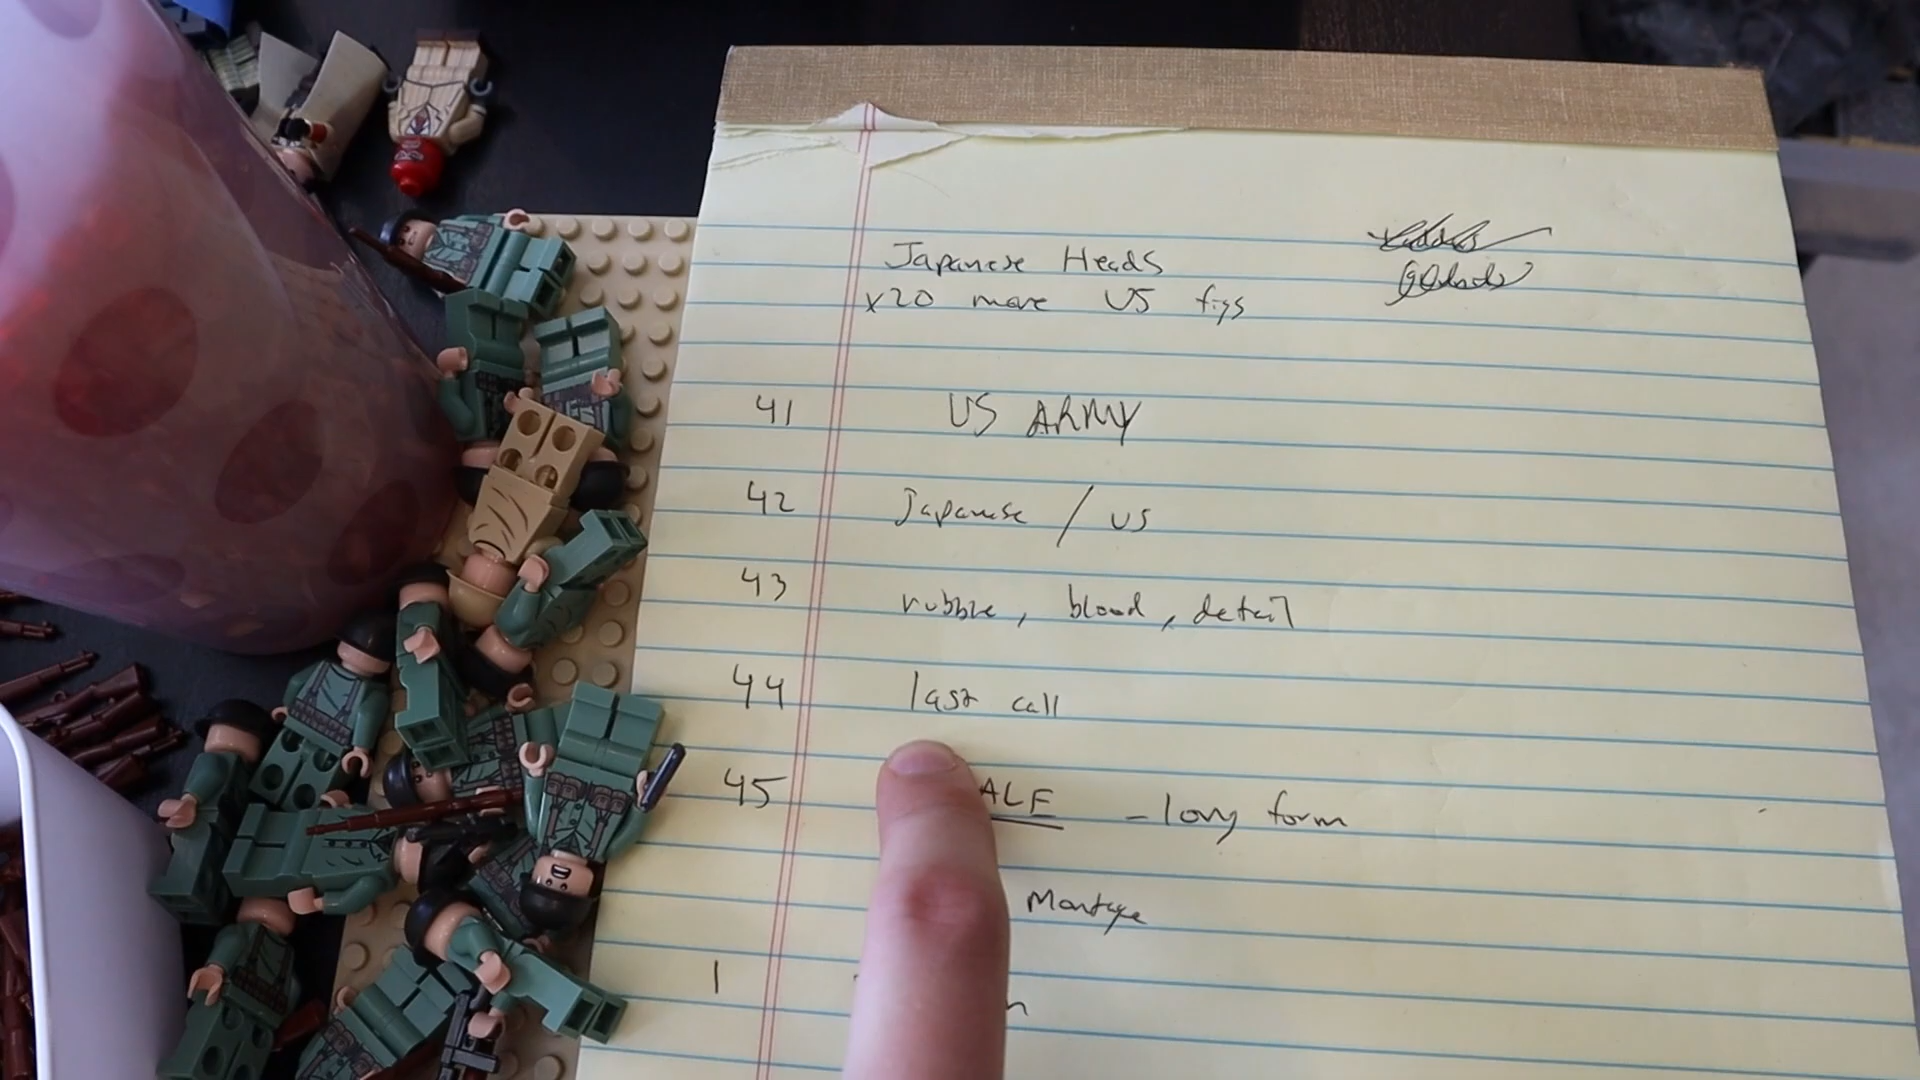 Japanese Heads
x20 more US figs
41 US ARMY
42 Japanese / US
43 rubble, blood, detail
44 last call
45 ALE - long form
Montage
1